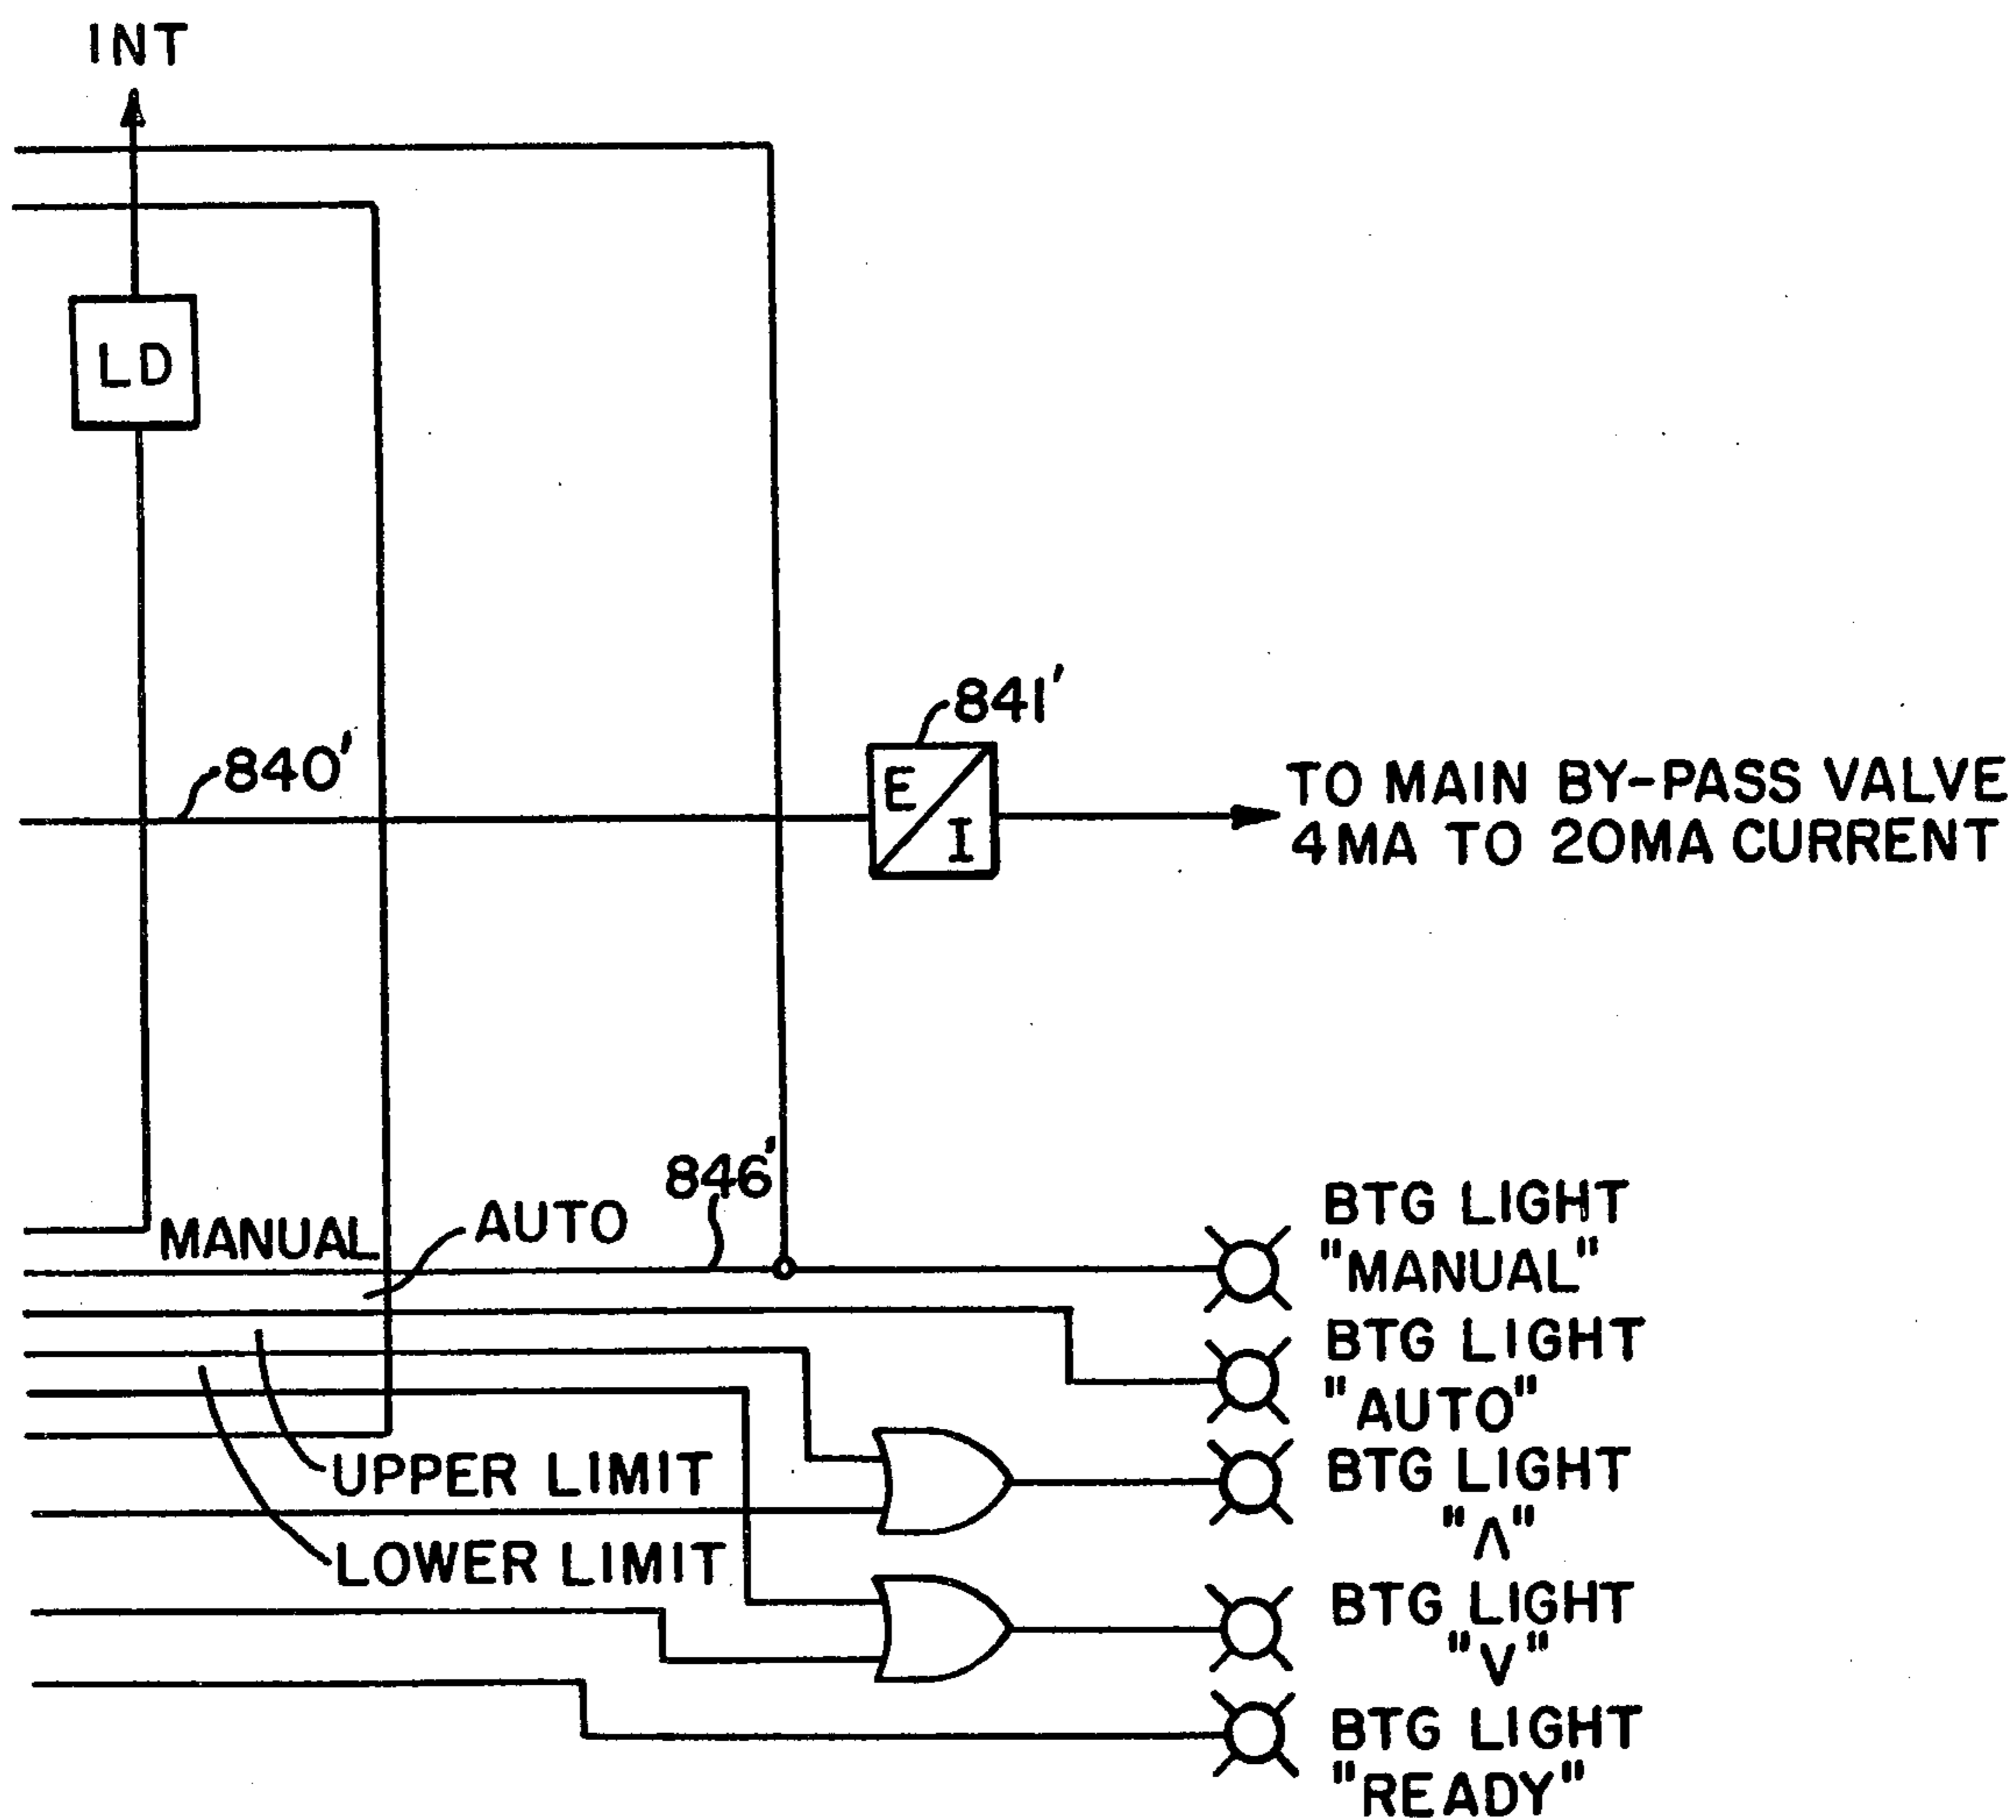 INT
LD
841'
840'
E
I
TO MAIN BY-PASS VALVE
4MA TO 20MA CURRENT
846'
AUTO
MANUAL
BTG LIGHT
"MANUAL"
BTG LIGHT
"AUTO"
UPPER LIMIT
BTG LIGHT
"Λ"
LOWER LIMIT
BTG LIGHT
"V"
BTG LIGHT
"READY"